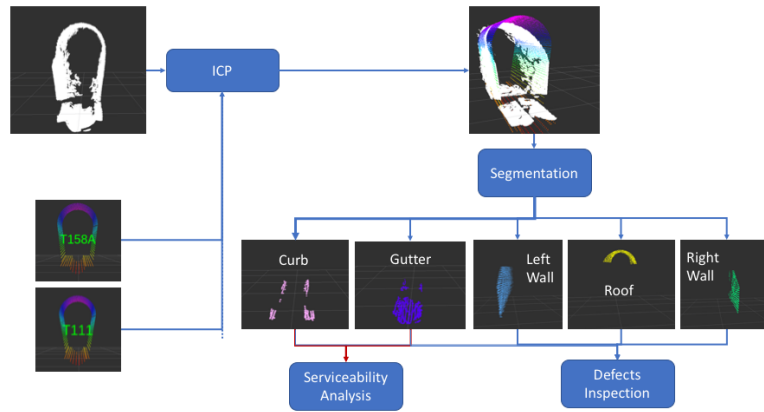 ICP
Segmentation
T158A
T111
Curb
Gutter
Left
Wall
Roof
Right
Wall
Serviceability
Analysis
Defects
Inspection